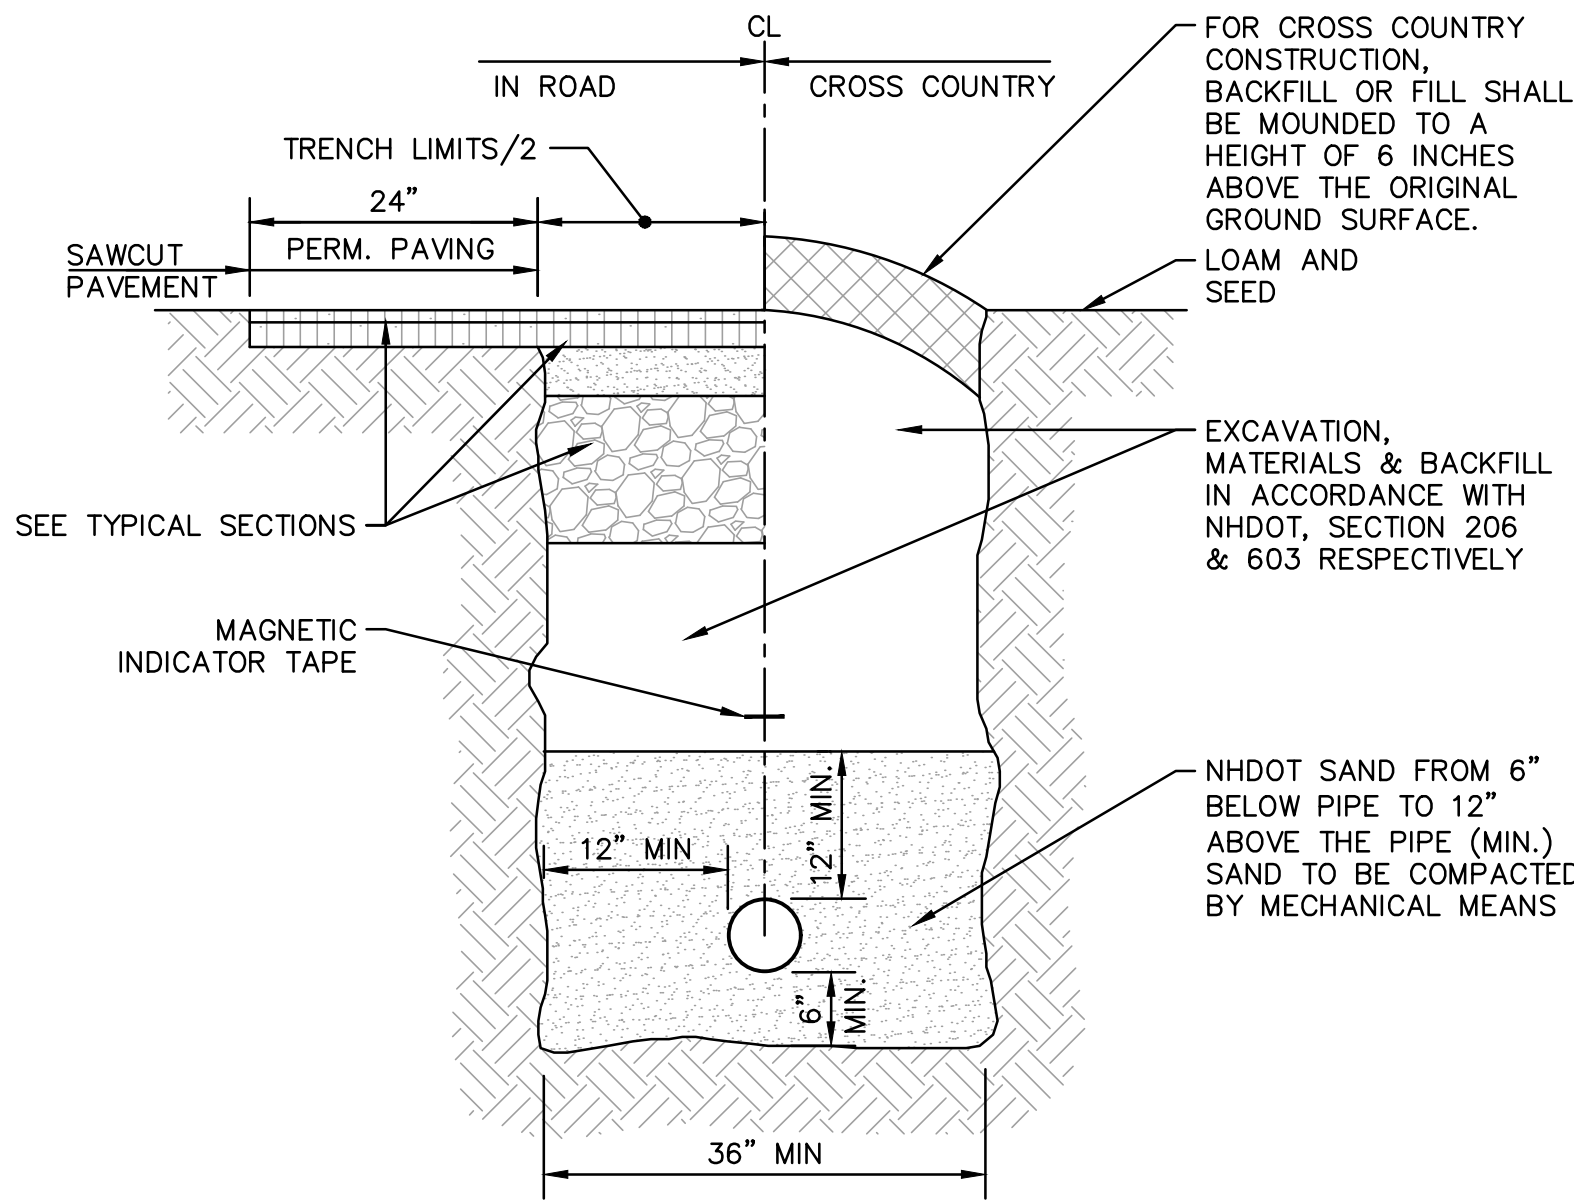 CL
IN ROAD
CROSS COUNTRY
TRENCH LIMITS/2
24”
PERM. PAVING
SAWCUT
PAVEMENT
FOR CROSS COUNTRY
CONSTRUCTION,
BACKFILL OR FILL SHALL
BE MOUNDED TO A
HEIGHT OF 6 INCHES
ABOVE THE ORIGINAL
GROUND SURFACE.
LOAM AND
SEED
SEE TYPICAL SECTIONS
EXCAVATION,
MATERIALS & BACKFILL
IN ACCORDANCE WITH
NHDOT, SECTION 206
& 603 RESPECTIVELY
MAGNETIC
INDICATOR TAPE
NHDOT SAND FROM 6”
BELOW PIPE TO 12”
ABOVE THE PIPE (MIN.)
SAND TO BE COMPACTED
BY MECHANICAL MEANS
12” MIN
12” MIN.
6”
MIN.
36” MIN